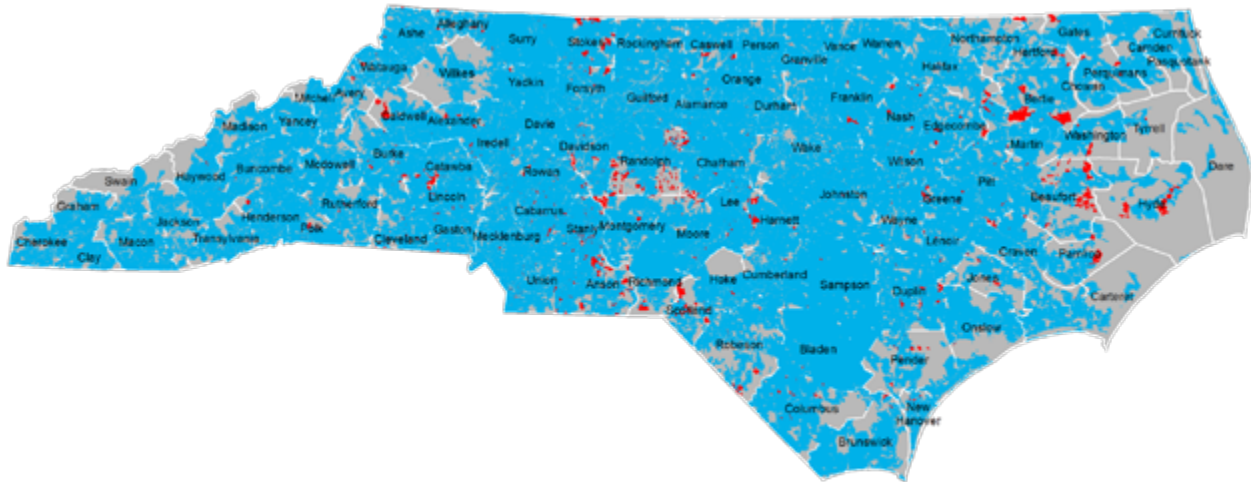 Alleghany
Ashe
Surry
Stokes
Rockingham
Caswell
Person
Vance
Warren
Northampton
Gates
Currituck
Camden
Pasquotank
Hertford
Perquimans
Granville
Halifax
Watauga
Wilkes
Yadkin
Forsyth
Orange
Chowan
Mitchell
Avery
Guilford
Alamance
Durham
Franklin
Bertie
Caldwell
Alexander
Nash
Edgecombe
Madison
Yancey
Davie
Iredell
Washington
Tyrrell
Martin
Burke
Davidson
Wake
Mcdowell
Randolph
Chatham
Wilson
Dare
Buncombe
Catawba
Haywood
Rowan
Swain
Pitt
Lincoln
Johnston
Greene
Beaufort
Hyde
Rutherford
Lee
Graham
Cabarrus
Henderson
Harnett
Jackson
Stanly
Montgomery
Wayne
Polk
Gaston
Moore
Transylvania
Cleveland
Mecklenburg
Lenoir
Cherokee
Macon
Craven
Pamlico
Clay
Cumberland
Union
Anson
Richmond
Hoke
Sampson
Jones
Duplin
Carteret
Scotland
Onslow
Robeson
Bladen
Pender
Columbus
New
Hanover
Brunswick